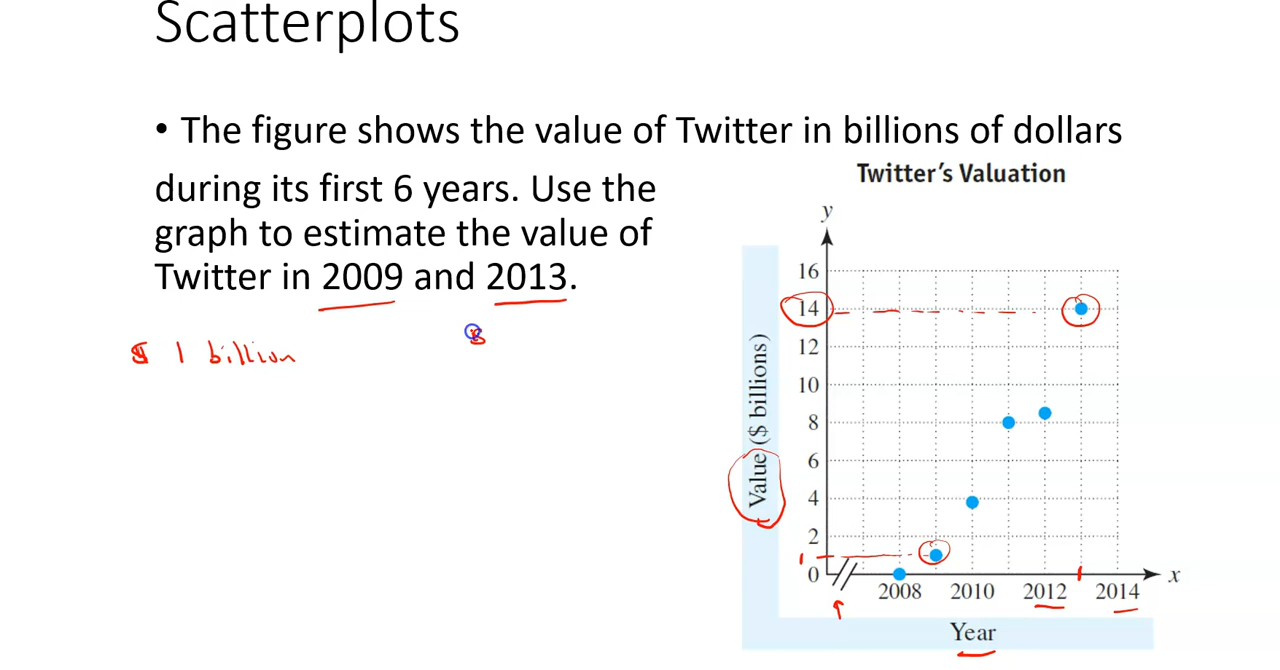 Scatterplots
• The figure shows the value of Twitter in billions of dollars
during its first 6 years. Use the
graph to estimate the value of
Twitter in 2009 and 2013.
$ 1 billion
$
Twitter's Valuation
y
16
14
12
10
8
6
4
2
1
0
Value ($ billions)
2008 2010 2012 2014 x
Year